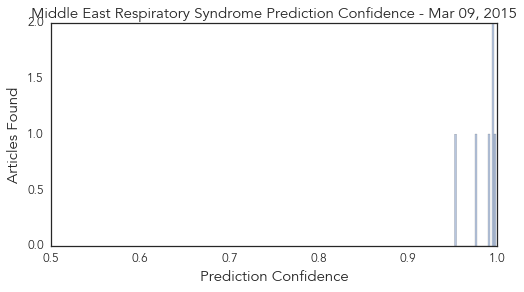 Middle East Respiratory Syndrome Prediction Confidence - Mar 09, 2015
2.0
1.5
1.0
0.5
0.0
Articles Found
0.5 0.6 0.7 0.8 0.9 1.0
Prediction Confidence